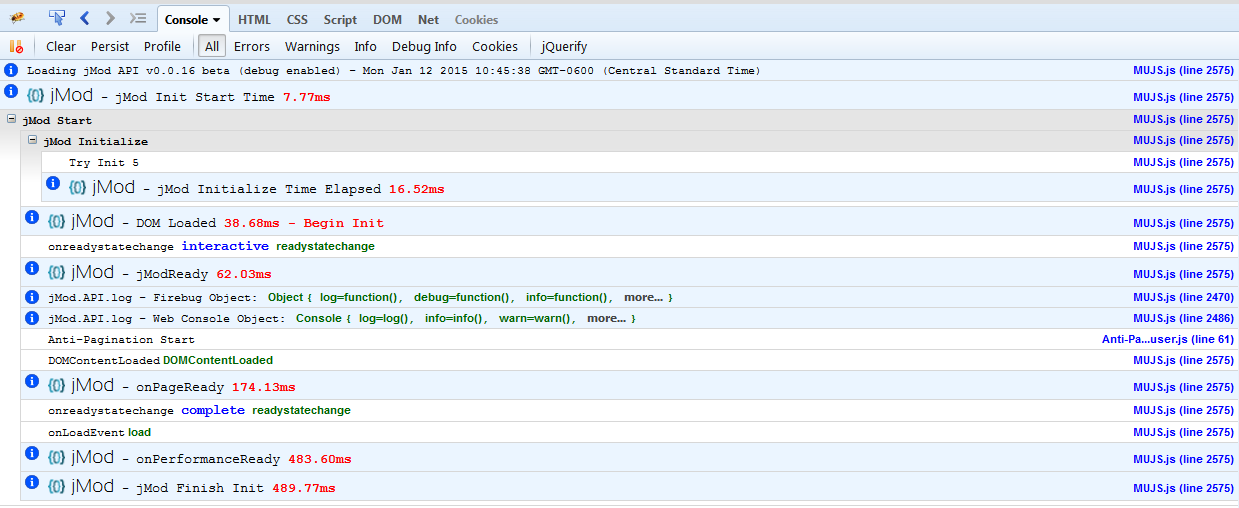 Console HTML CSS Script DOM Net Cookies
Clear Persist Profile All Errors Warnings Info Debug Info Cookies jQuerify
Loading jMod API v0.0.16 beta (debug enabled) - Mon Jan 12 2015 10:45:38 GMT-0600 (Central Standard Time) MUJS.js (line 2575)
{()} jMod - jMod Init Start Time 7.77ms MUJS.js (line 2575)
jMod Start MUJS.js (line 2575)
jMod Initialize MUJS.js (line 2575)
Try Init 5 MUJS.js (line 2575)
{()} jMod - jMod Initialize Time Elapsed 16.52ms MUJS.js (line 2575)
{()} jMod - DOM Loaded 38.68ms - Begin Init MUJS.js (line 2575)
onreadystatechange interactive readystatechange MUJS.js (line 2575)
{()} jMod - jModReady 62.03ms MUJS.js (line 2575)
jMod.API.log - Firebug Object: Object { log=function(), debug=function(), info=function(), more... } MUJS.js (line 2470)
jMod.API.log - Web Console Object: Console { log=log(), info=info(), warn=warn(), more... } MUJS.js (line 2486)
Anti-Pagination Start Anti-Pa...user.js (line 61)
DOMContentLoaded DOMContentLoaded MUJS.js (line 2575)
{()} jMod - onPageReady 174.13ms MUJS.js (line 2575)
onreadystatechange complete readystatechange MUJS.js (line 2575)
onLoadEvent load MUJS.js (line 2575)
{()} jMod - onPerformanceReady 483.60ms MUJS.js (line 2575)
{()} jMod - jMod Finish Init 489.77ms MUJS.js (line 2575)